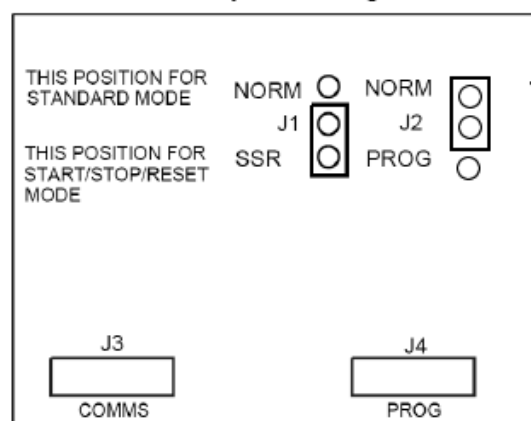 THIS POSITION FOR
STANDARD MODE
NORM
NORM
J1
J2
THIS POSITION FOR
START/STOP/RESET
MODE
SSR
PROG
J3
J4
COMMS
PROG